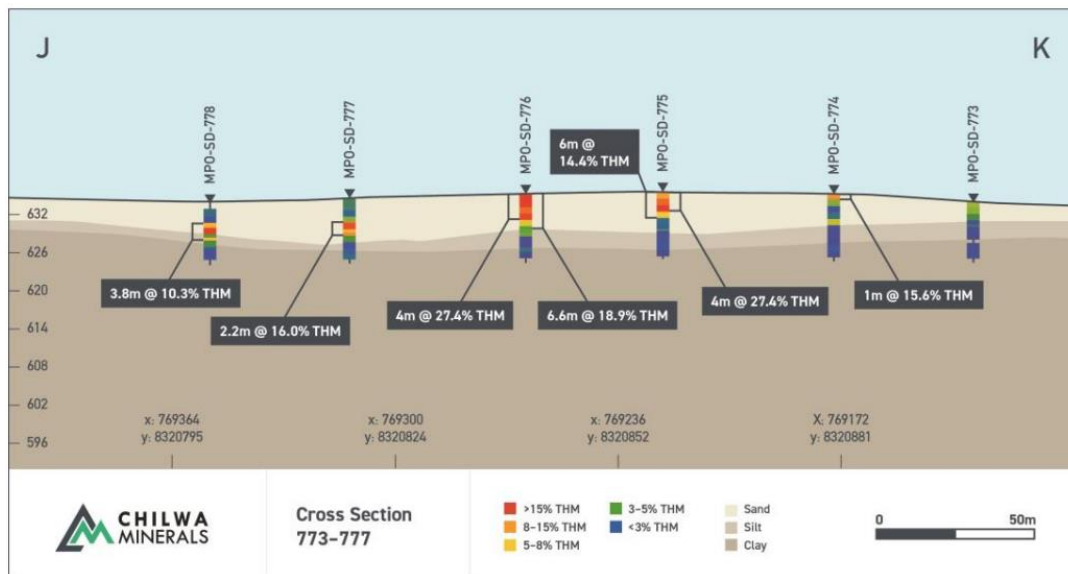 J
K
MPO-SD-778
MPO-SD-777
MPO-SD-776
MPO-SD-775
MPO-SD-774
MPO-SD-773
6m @
14.4% THM
632
626
620
614
608
602
596
3.8m @ 10.3% THM
2.2m @ 16.0% THM
4m @ 27.4% THM
6.6m @ 18.9% THM
4m @ 27.4% THM
1m @ 15.6% THM
x: 769364
y: 8320795
x: 769300
y: 8320824
x: 769236
y: 8320852
X: 769172
y: 8320881
CHILWA
MINERALS
Cross Section
773–777
>15% THM
8–15% THM
5–8% THM
3–5% THM
<3% THM
Sand
Silt
Clay
0
50m